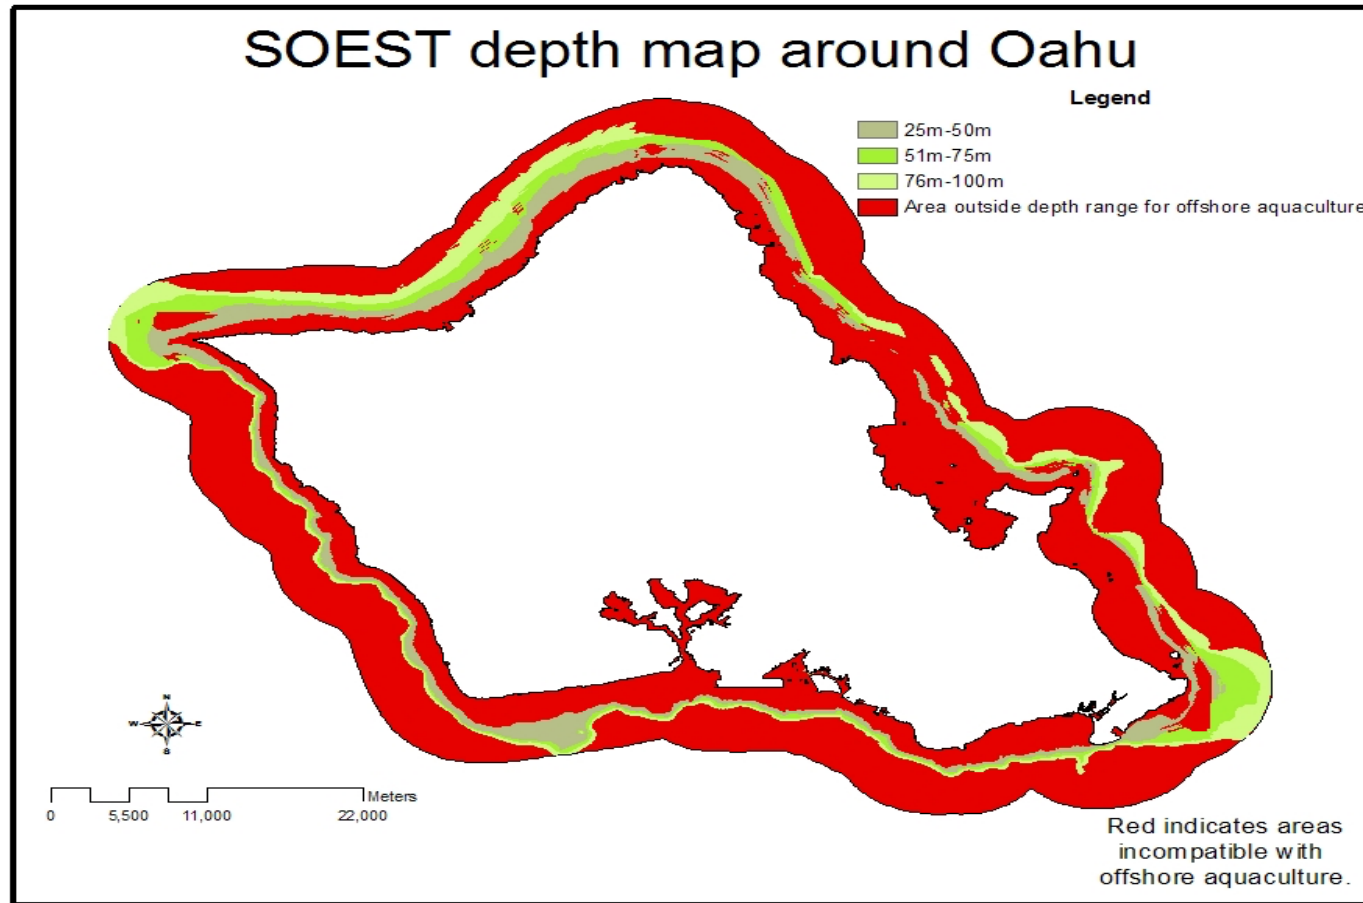 SOEST depth map around Oahu
Legend
25m-50m
51m-75m
76m-100m
Area outside depth range for offshore aquaculture
N
W E
S
Meters
0 5,500 11,000 22,000
Red indicates areas
incompatible with
offshore aquaculture.